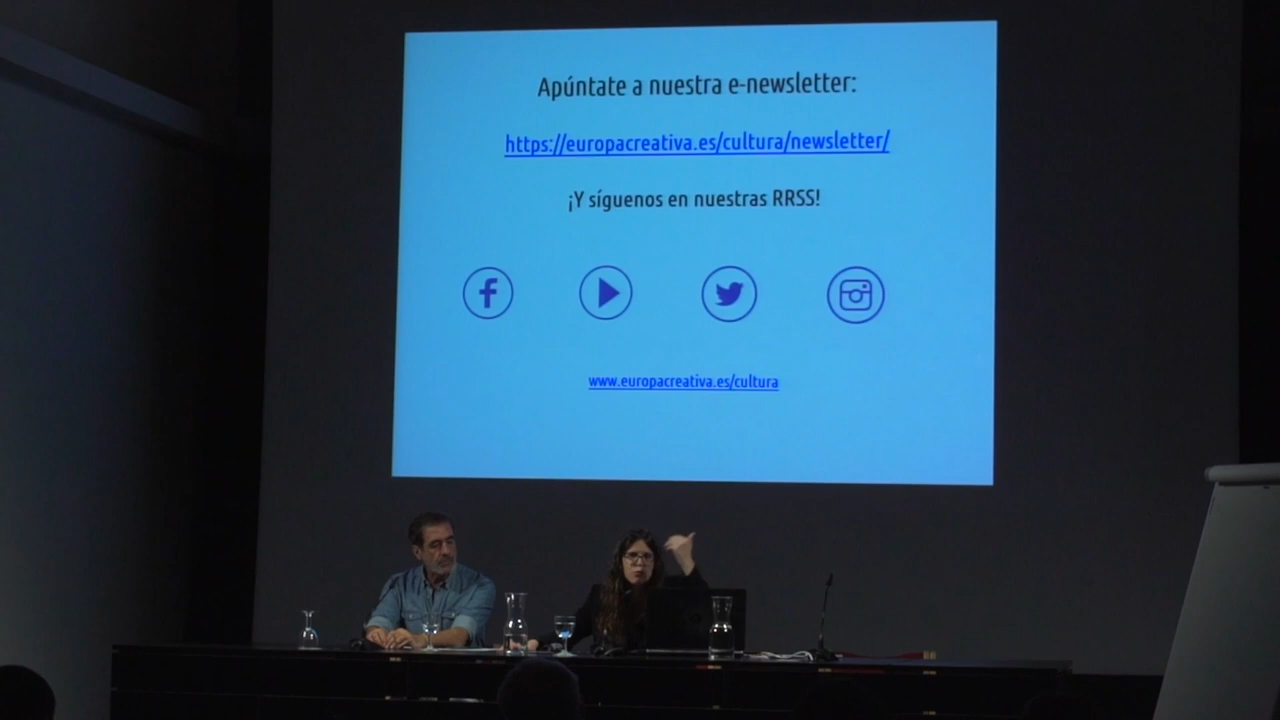 Apúntate a nuestra e-newsletter:
https://europacreativa.es/cultura/newsletter/
¡Y síguenos en nuestras RRSS!
www.europacreativa.es/cultura